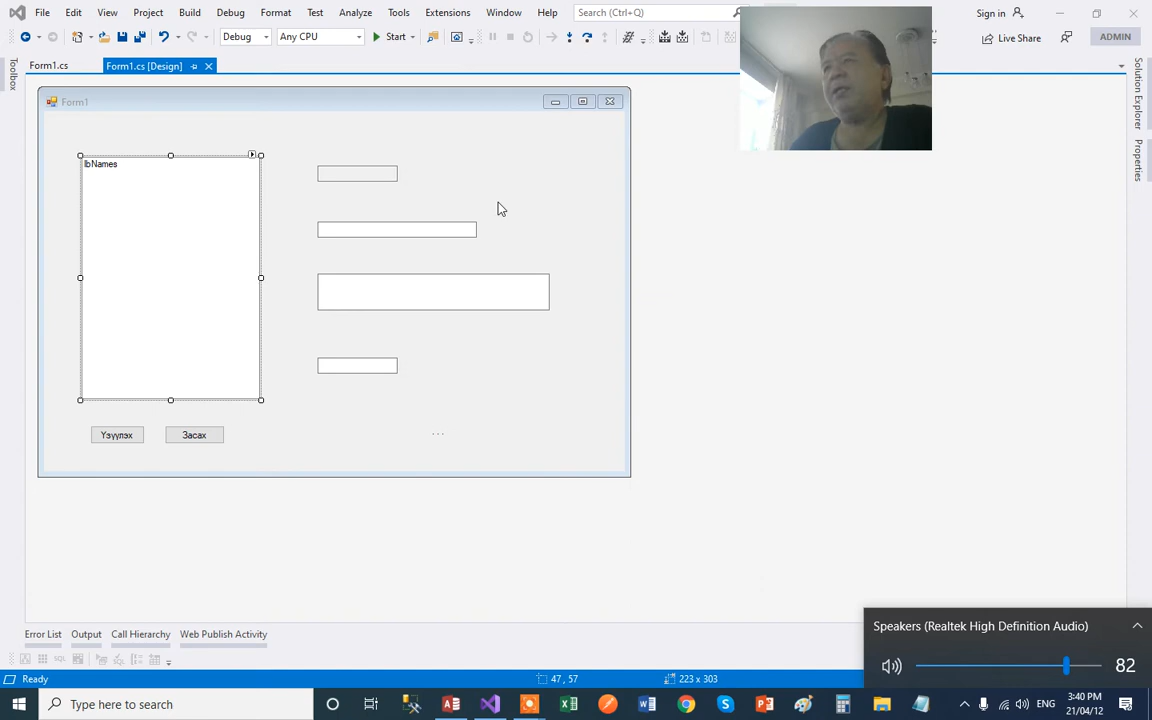 File Edit View Project Build Debug Format Test Analyze Tools Extensions Window Help Search (Ctrl+Q) Sign in
Debug Any CPU Start Live Share ADMIN
Toolbox
Form1.cs Form1.cs [Design]
Solution Explorer
Properties
Form1
lbNames
Үзүүлэх Засах ...
Error List Output Call Hierarchy Web Publish Activity
SQL
Ready 47 , 57 223 x 303
Speakers (Realtek High Definition Audio)
82
Type here to search
ENG
3:40 PM
21/04/12